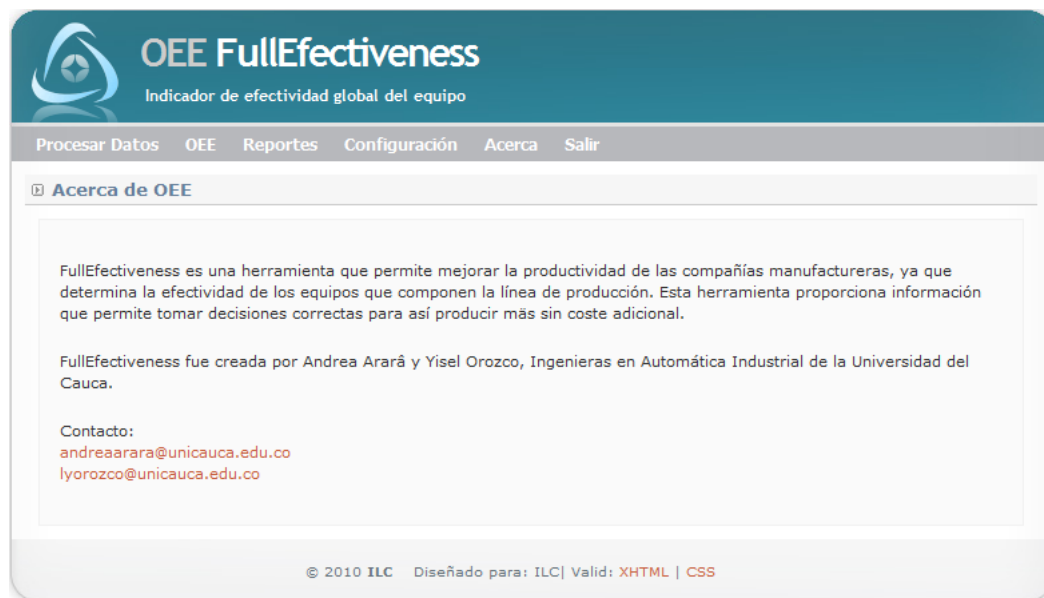 OEE FullEfectiveness
Indicador de efectividad global del equipo
Procesar Datos OEE Reportes Configuración Acerca Salir
Acerca de OEE
FullEfectiveness es una herramienta que permite mejorar la productividad de las compañías manufactureras, ya que
determina la efectividad de los equipos que componen la línea de producción. Esta herramienta proporciona información
que permite tomar decisiones correctas para así producir mäs sin coste adicional.
FullEfectiveness fue creada por Andrea Ararâ y Yisel Orozco, Ingenieras en Automática Industrial de la Universidad del
Cauca.
Contacto:
andreaarara@unicauca.edu.co
lyorozco@unicauca.edu.co
© 2010 ILC Diseñado para: ILC| Valid: XHTML | CSS